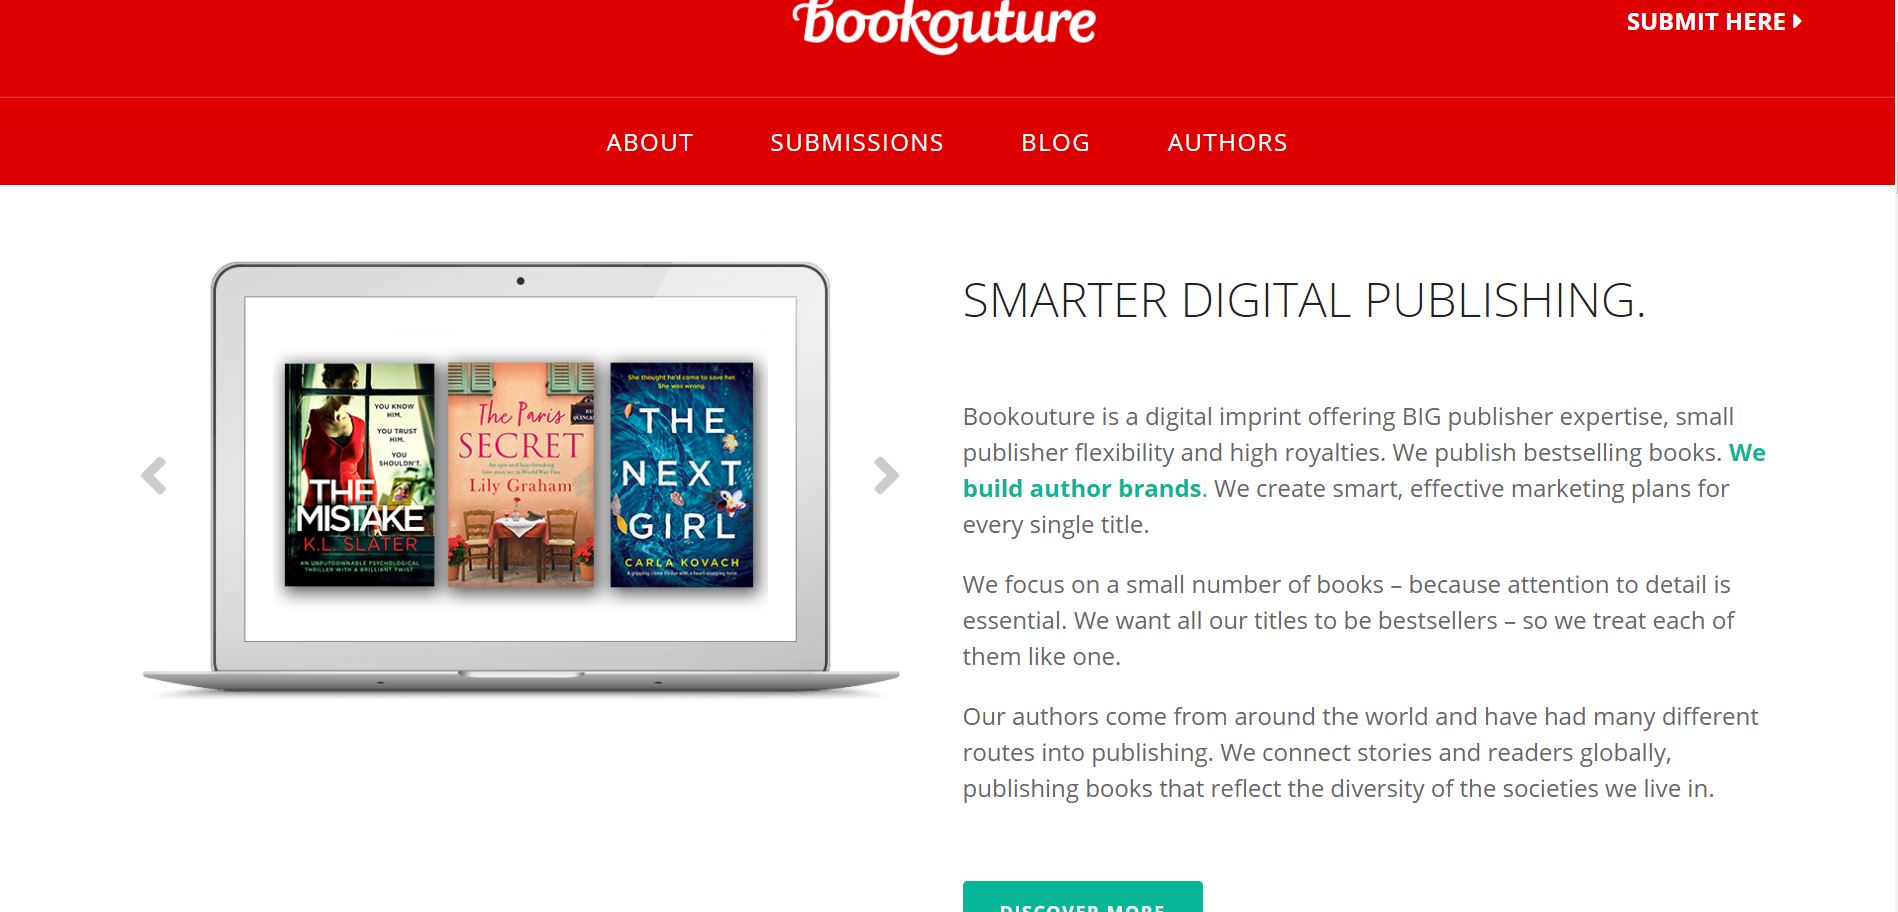 bookouture
SUBMIT HERE
ABOUT
SUBMISSIONS
BLOG
AUTHORS
YOU KNOW
HIM.
YOU TRUST
HIM.
YOU
SHOULDN'T.
THE
MISTAKE
K.L. SLATER
AN UNPUTDOWNABLE PSYCHOLOGICAL
THRILLER WITH A BRILLIANT TWIST
The Paris
SECRET
An epic and heartbreaking
love story set in World War Two
Lily Graham
She thought he'd come to save her.
She was wrong.
THE
NEXT
GIRL
CARLA KOVACH
A gripping crime thriller with a heart-stopping twist
SMARTER DIGITAL PUBLISHING.
Bookouture is a digital imprint offering BIG publisher expertise, small
publisher flexibility and high royalties. We publish bestselling books. We
build author brands. We create smart, effective marketing plans for
every single title.
We focus on a small number of books – because attention to detail is
essential. We want all our titles to be bestsellers – so we treat each of
them like one.
Our authors come from around the world and have had many different
routes into publishing. We connect stories and readers globally,
publishing books that reflect the diversity of the societies we live in.
DISCOVER MORE